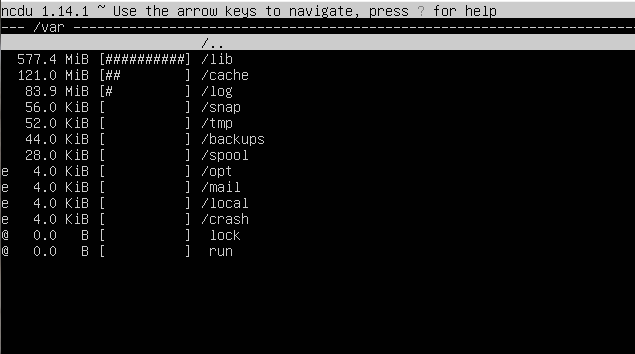 ncdu 1.14.1 ~ Use the arrow keys to navigate, press ? for help
--- /var ----------------------------------------------------------------------
                         /..
  577.4 MiB [##########] /lib
  121.0 MiB [##        ] /cache
   83.9 MiB [#         ] /log
   56.0 KiB [          ] /snap
   52.0 KiB [          ] /tmp
   44.0 KiB [          ] /backups
   28.0 KiB [          ] /spool
e   4.0 KiB [          ] /opt
e   4.0 KiB [          ] /mail
e   4.0 KiB [          ] /local
e   4.0 KiB [          ] /crash
@   0.0   B [          ]  lock
@   0.0   B [          ]  run